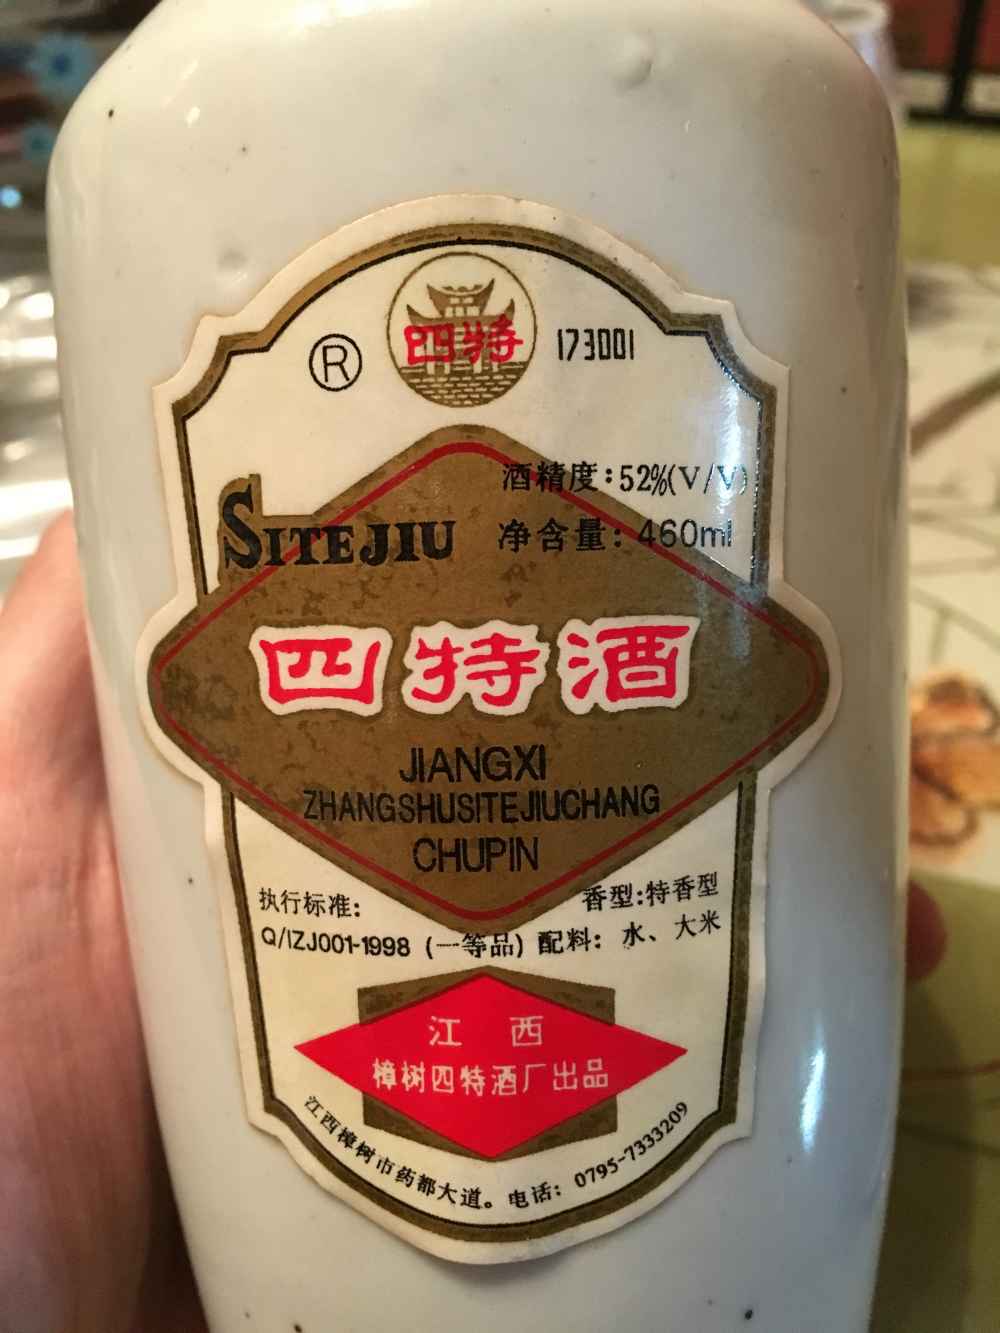 ®
四特
173001
酒精度:52%(V/V)
净含量: 460ml
SITEJIU
四特酒
JIANGXI
ZHANGSHUSITEJIUCHANG
CHUPIN
执行标准:
Q/IZJ001-1998 (一等品)
香型:特香型
配料: 水、大米
江 西
樟树四特酒厂出品
江西樟树市药都大道。电话: 0795-7333209